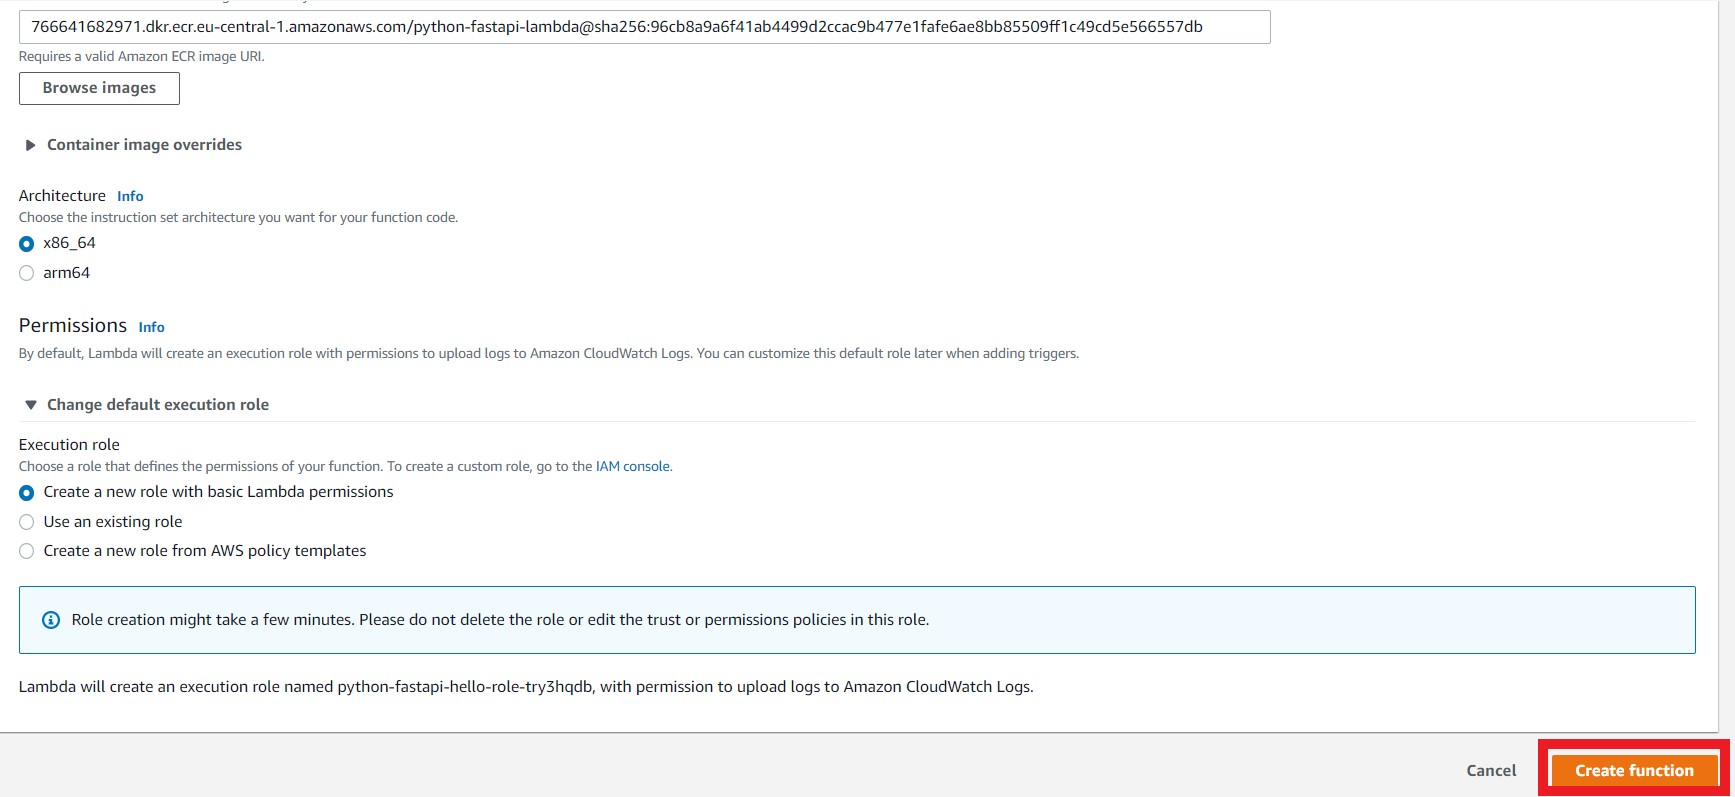 766641682971.dkr.ecr.eu-central-1.amazonaws.com/python-fastapi-lambda@sha256:96cb8a9a6f41ab4499d2ccac9b477e1fafe6ae8bb85509ff1c49cd5e566557db
Requires a valid Amazon ECR image URI.
Browse images
Container image overrides
Architecture Info
Choose the instruction set architecture you want for your function code.
x86_64
arm64
Permissions Info
By default, Lambda will create an execution role with permissions to upload logs to Amazon CloudWatch Logs. You can customize this default role later when adding triggers.
Change default execution role
Execution role
Choose a role that defines the permissions of your function. To create a custom role, go to the IAM console.
Create a new role with basic Lambda permissions
Use an existing role
Create a new role from AWS policy templates
Role creation might take a few minutes. Please do not delete the role or edit the trust or permissions policies in this role.
Lambda will create an execution role named python-fastapi-hello-role-try3hqdb, with permission to upload logs to Amazon CloudWatch Logs.
Cancel
Create function